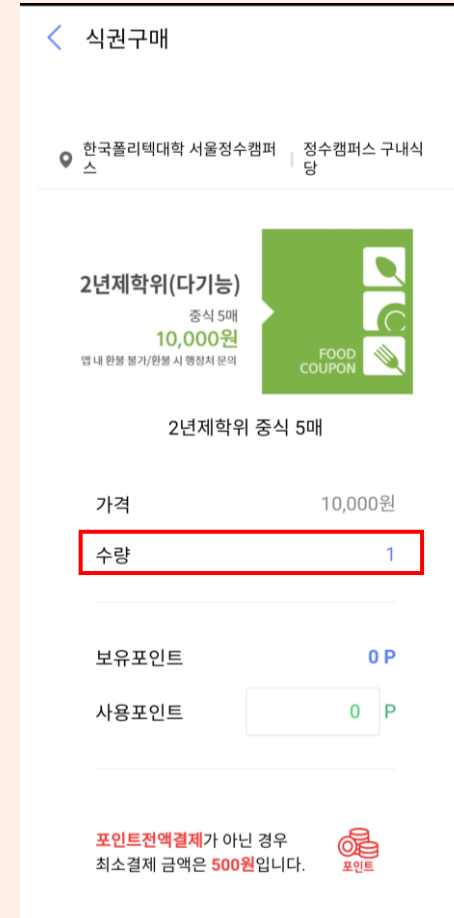 식권구매
한국폴리텍대학 서울정수캠퍼
스
정수캠퍼스 구내식
당
2년제학위(다기능)
중식 5매
10,000원
앱 내 환불 불가/환불 시 행정처 문의
FOOD
COUPON
2년제학위 중식 5매
가격 10,000원
수량 1
보유포인트 0 P
사용포인트 0 P
포인트전액결제가 아닌 경우
최소결제 금액은 500원입니다.
포인트